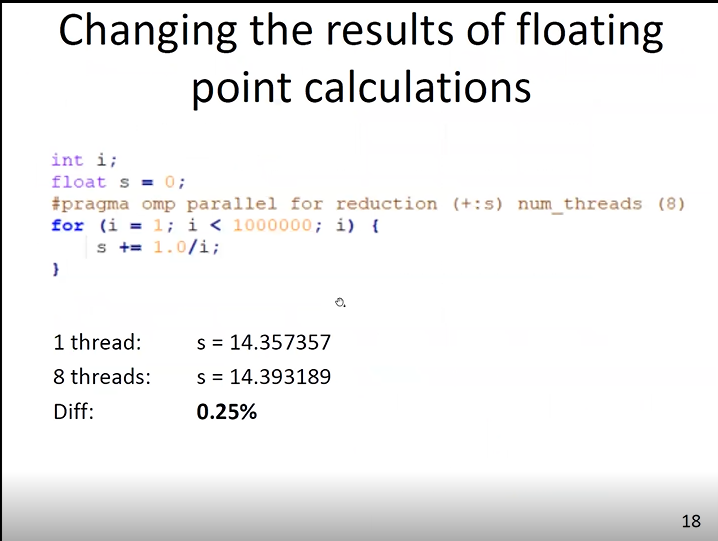 Changing the results of floating
point calculations
int i;
float s = 0;
#pragma omp parallel for reduction (+:s) num_threads (8)
for (i = 1; i < 1000000; i) {
s += 1.0/i;
}
1 thread: s = 14.357357
8 threads: s = 14.393189
Diff: 0.25%
18